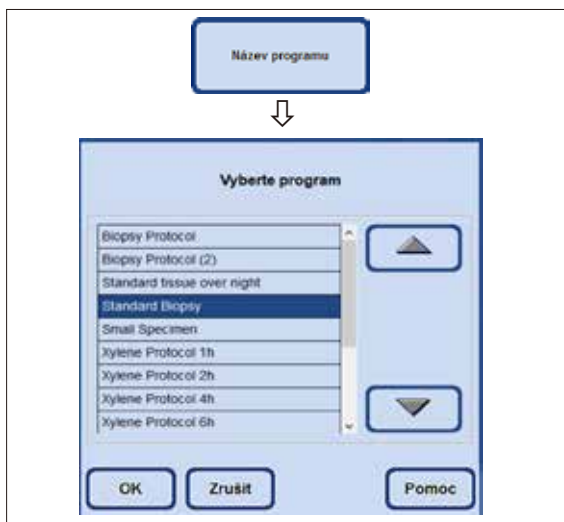 Název programu
Vyberte program
Biopsy Protocol
Biopsy Protocol (2)
Standard tissue over night
Standard Biopsy
Small Specimen
Xylene Protocol 1h
Xylene Protocol 2h
Xylene Protocol 4h
Xylene Protocol 6h
OK Zrušit Pomoc